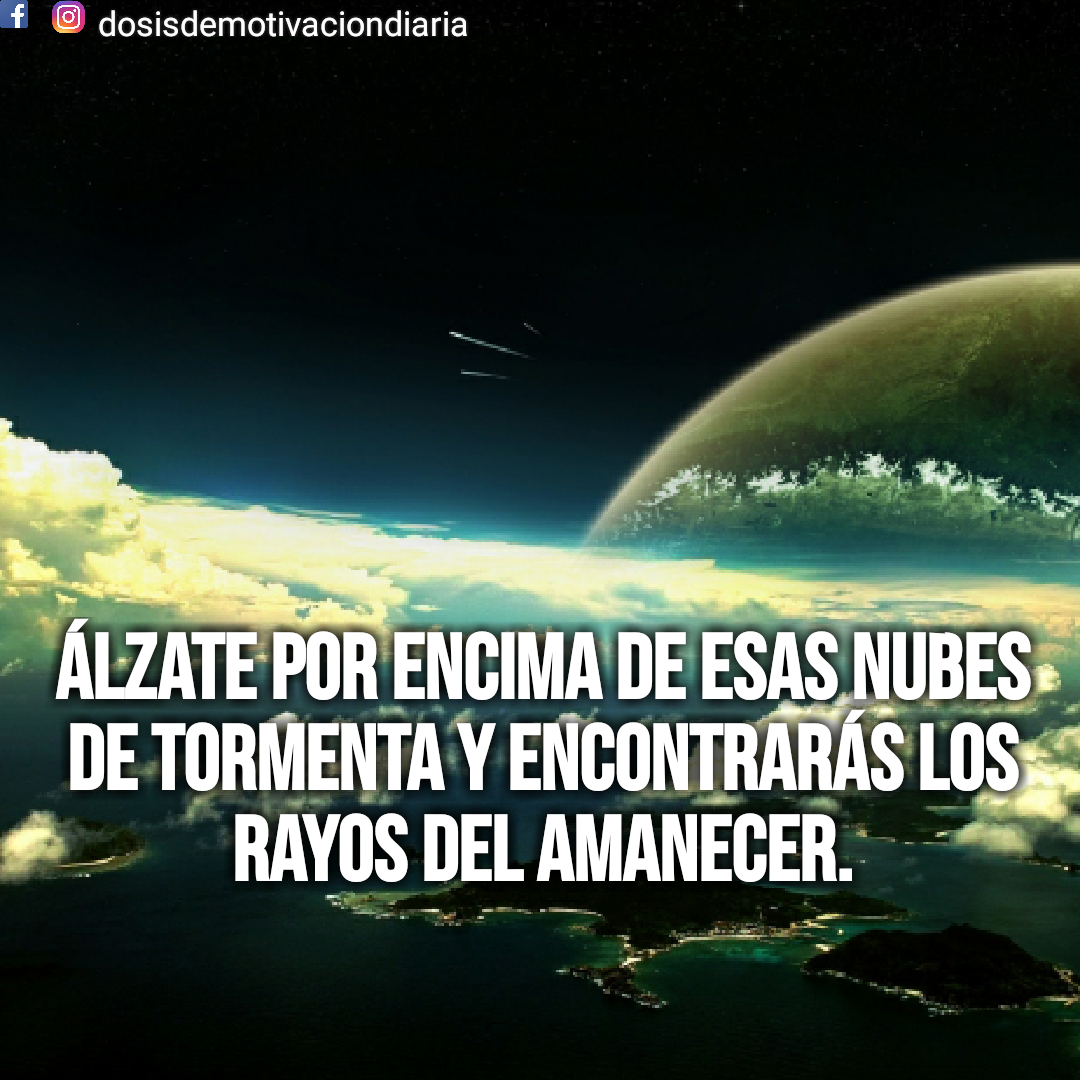 dosisdemotivaciondiaria
ÁLZATE POR ENCIMA DE ESAS NUBES
DE TORMENTA Y ENCONTRARÁS LOS
RAYOS DEL AMANECER.